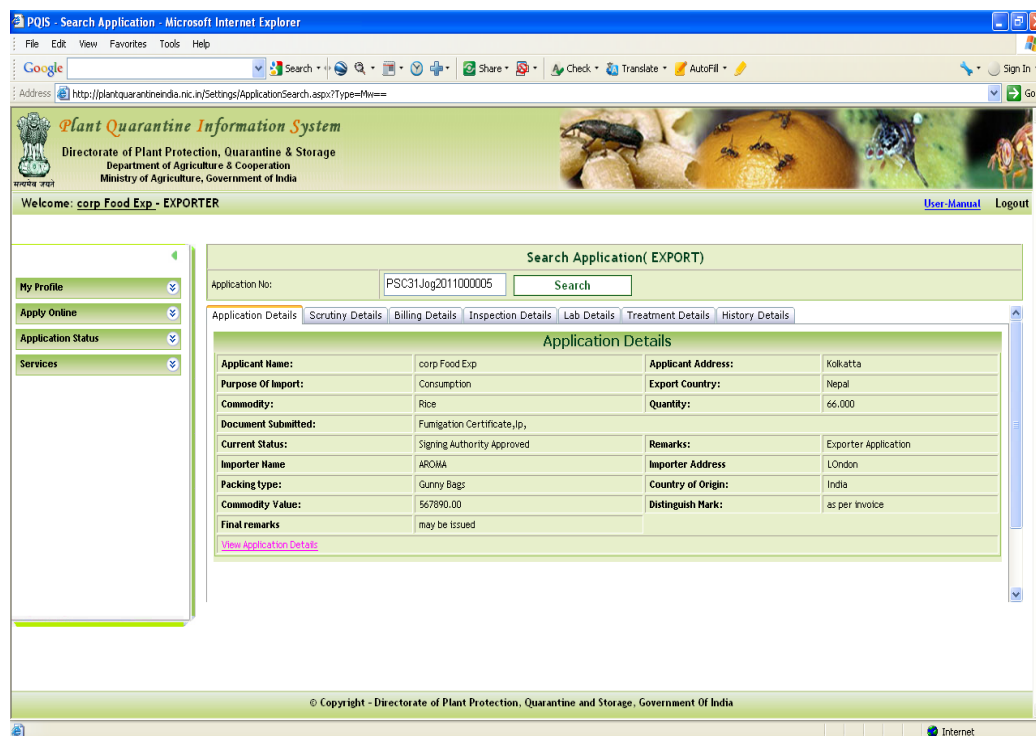 PQIS - Search Application - Microsoft Internet Explorer
File Edit View Favorites Tools Help
Google Search Share Check Translate AutoFill Sign In
Address http://plantquarantineindia.nic.in/Settings/ApplicationSearch.aspx?Type=Mw== Go
Plant Quarantine Information System
Directorate of Plant Protection, Quarantine & Storage
Department of Agriculture & Cooperation
Ministry of Agriculture, Government of India
सत्यमेव जयते
Welcome: corp Food Exp - EXPORTER User-Manual Logout
My Profile
Apply Online
Application Status
Services
Search Application( EXPORT)
Application No: PSC31Jog2011000005 Search
Application Details Scrutiny Details Billing Details Inspection Details Lab Details Treatment Details History Details
Application Details
Applicant Name: corp Food Exp Applicant Address: Kolkatta
Purpose Of Import: Consumption Export Country: Nepal
Commodity: Rice Quantity: 66.000
Document Submitted: Fumigation Certificate,Ip,
Current Status: Signing Authority Approved Remarks: Exporter Application
Importer Name AROMA Importer Address LOndon
Packing type: Gunny Bags Country of Origin: India
Commodity Value: 567890.00 Distinguish Mark: as per invoice
Final remarks may be issued
View Application Details
© Copyright - Directorate of Plant Protection, Quarantine and Storage, Government Of India
Internet